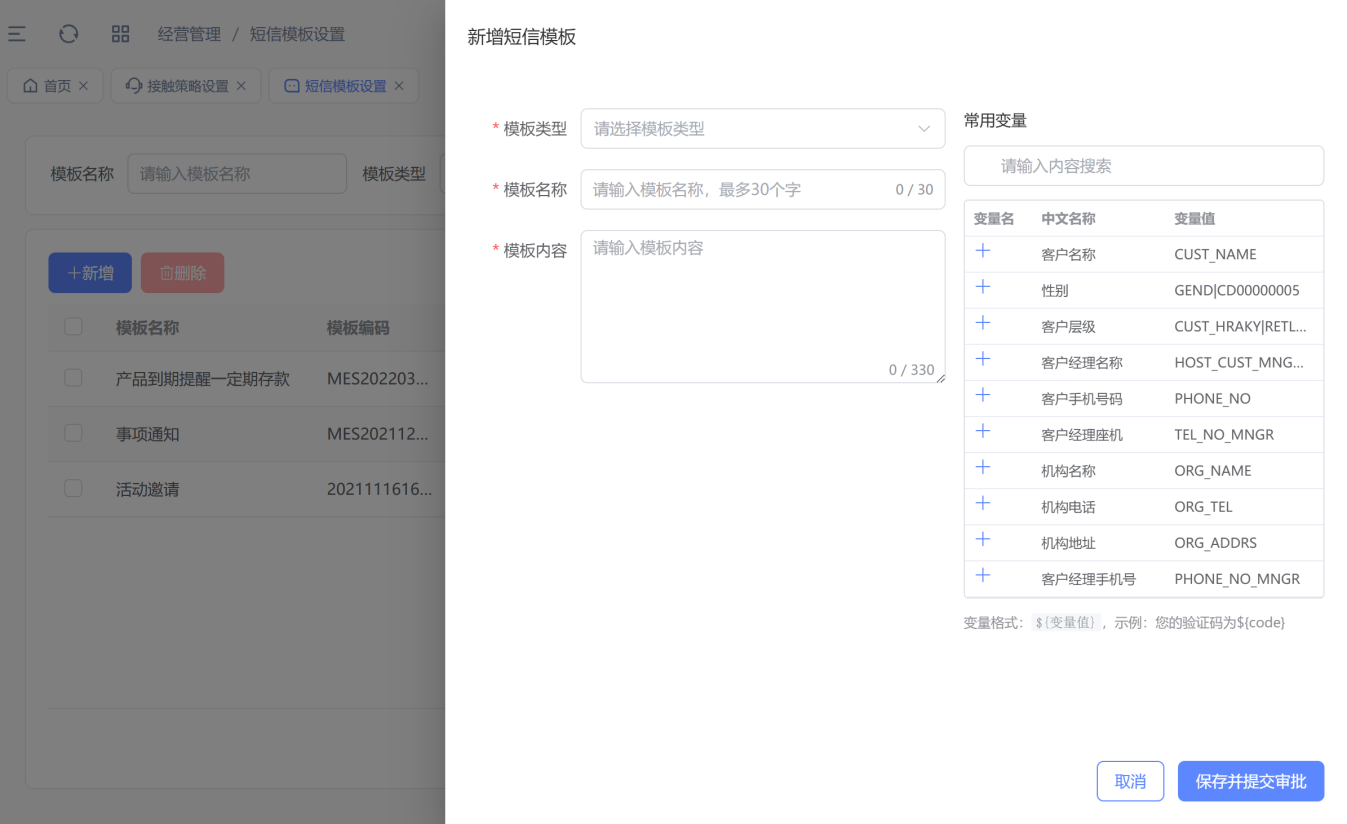 经营管理 / 短信模板设置
首页 × 接触策略设置 × 短信模板设置 ×
模板名称 请输入模板名称 模板类型
+新增 删除
模板名称 模板编码
产品到期提醒一定期存款 MES202203...
事项通知 MES202112...
活动邀请 2021111616...
新增短信模板
* 模板类型 请选择模板类型
* 模板名称 请输入模板名称，最多30个字 0 / 30
* 模板内容 请输入模板内容
0 / 330
常用变量
请输入内容搜索
变量名 中文名称 变量值
+ 客户名称 CUST_NAME
+ 性别 GEND|CD00000005
+ 客户层级 CUST_HRAKY|RETL...
+ 客户经理名称 HOST_CUST_MNG...
+ 客户手机号码 PHONE_NO
+ 客户经理座机 TEL_NO_MNGR
+ 机构名称 ORG_NAME
+ 机构电话 ORG_TEL
+ 机构地址 ORG_ADDRS
+ 客户经理手机号 PHONE_NO_MNGR
变量格式： ${变量值} ，示例：您的验证码为${code}
取消 保存并提交审批